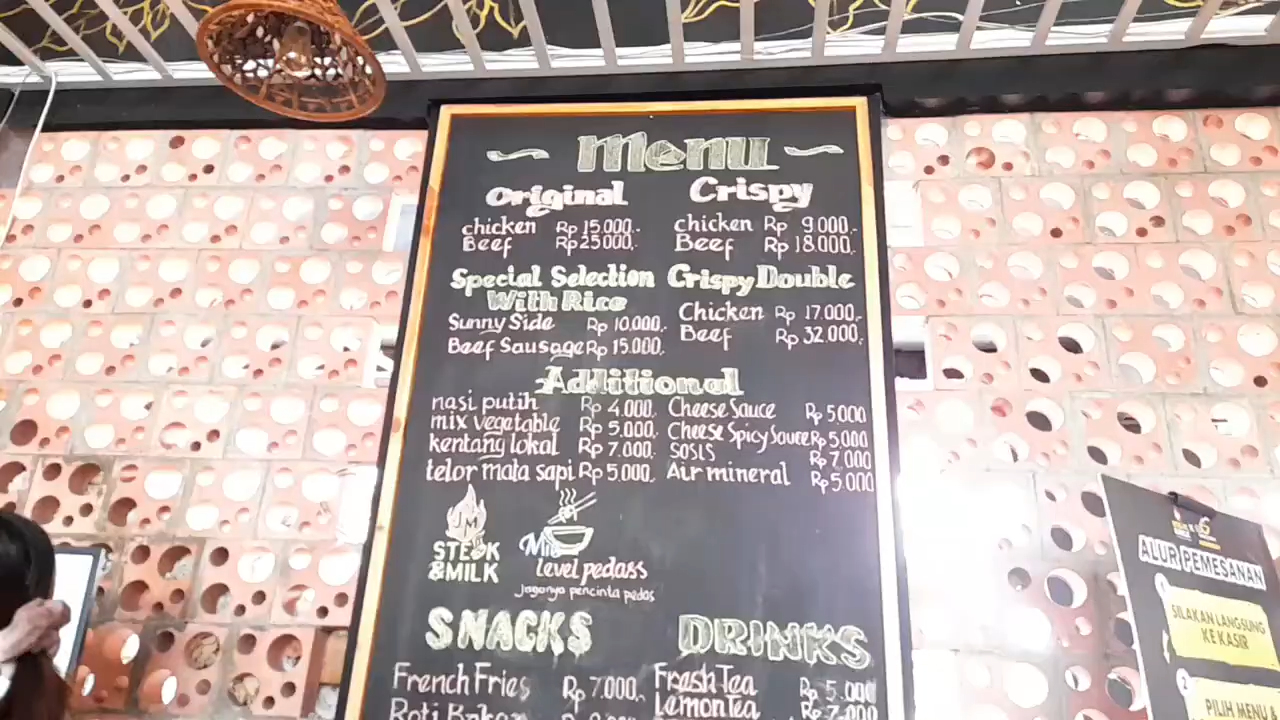 Menu
Original
chicken Rp 15.000,-
Beef Rp 25.000,-
Crispy
chicken Rp 9.000,-
Beef Rp 18.000,-
Special Selection
With Rice
Sunny Side Rp 10.000,-
Beef Sausage Rp 15.000,-
Crispy Double
Chicken Rp 17.000,-
Beef Rp 32.000,-
Additional
nasi putih Rp 4.000,-
mix vegetable Rp 5.000,-
kentang lokal Rp 7.000,-
telor mata sapi Rp 5.000,-
Cheese Sauce Rp 5.000
Cheese Spicy Sauce Rp 5.000
SOSIS Rp 7.000
Air mineral Rp 5.000
JM
STEAK
&MILK
Mie
level pedass
Jagonya pencinta pedas
SNACKS
French Fries Rp 7.000,-
Roti Bakar
DRINKS
Fresh Tea Rp 5.000
Lemon Tea Rp 7.000
ALUR PEMESANAN
1
SILAKAN LANGSUNG
KE KASIR
2
PILIH MENU &